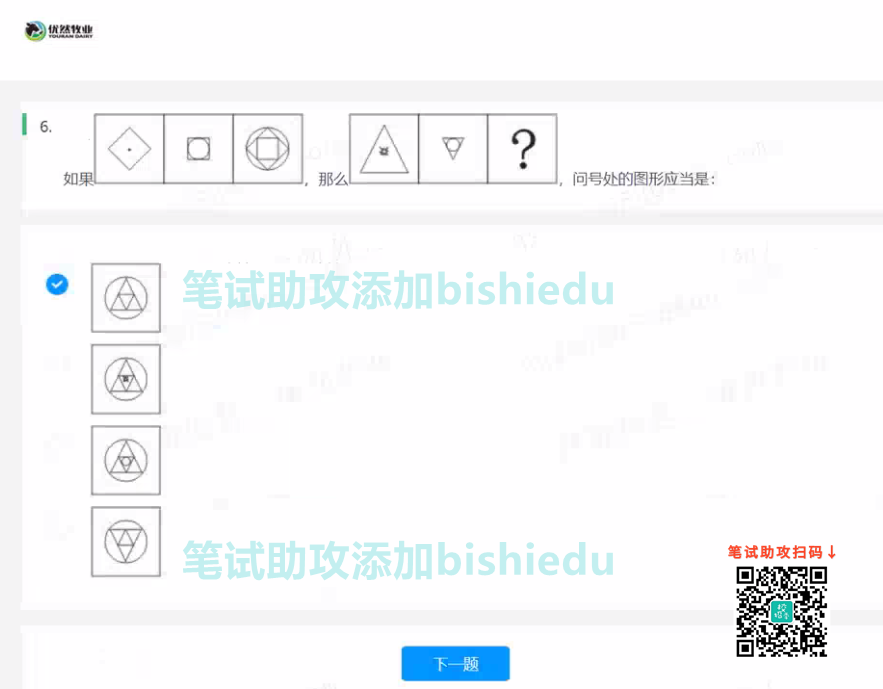 优然牧业
YOURAN DAIRY
6.
如果 ?，那么 ，问号处的图形应当是：
笔试助攻添加bishiedu
笔试助攻添加bishiedu
笔试助攻扫码↓
下一题